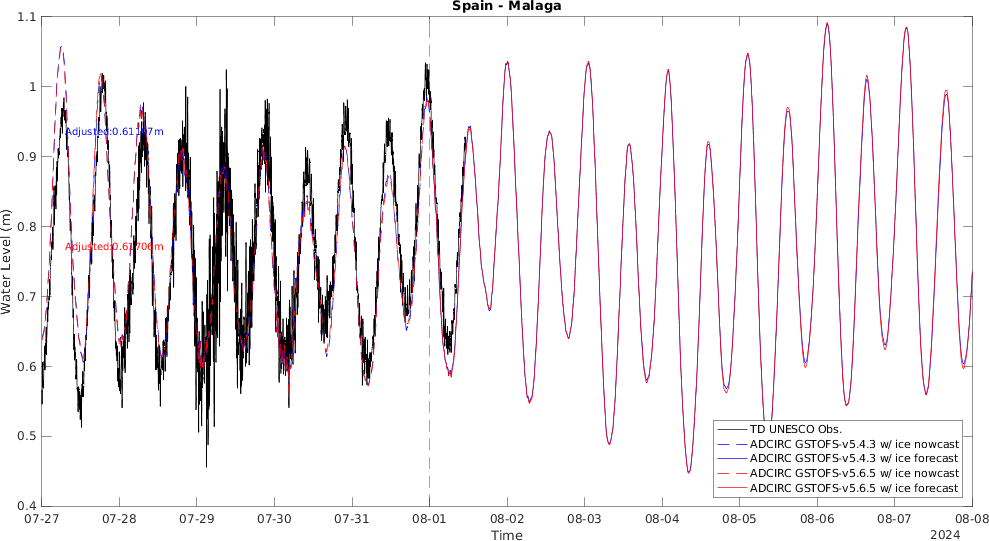 Spain - Malaga
1.1
1
0.9
0.8
0.7
0.6
0.5
0.4
Water Level (m)
Adjusted:0.61706m
TD UNESCO Obs.
ADCIRC GSTOFS-v5.4.3 w/ ice nowcast
ADCIRC GSTOFS-v5.4.3 w/ ice forecast
ADCIRC GSTOFS-v5.6.5 w/ ice nowcast
ADCIRC GSTOFS-v5.6.5 w/ ice forecast
07-27 07-28 07-29 07-30 07-31 08-01 08-02 08-03 08-04 08-05 08-06 08-07 08-08
Time
2024